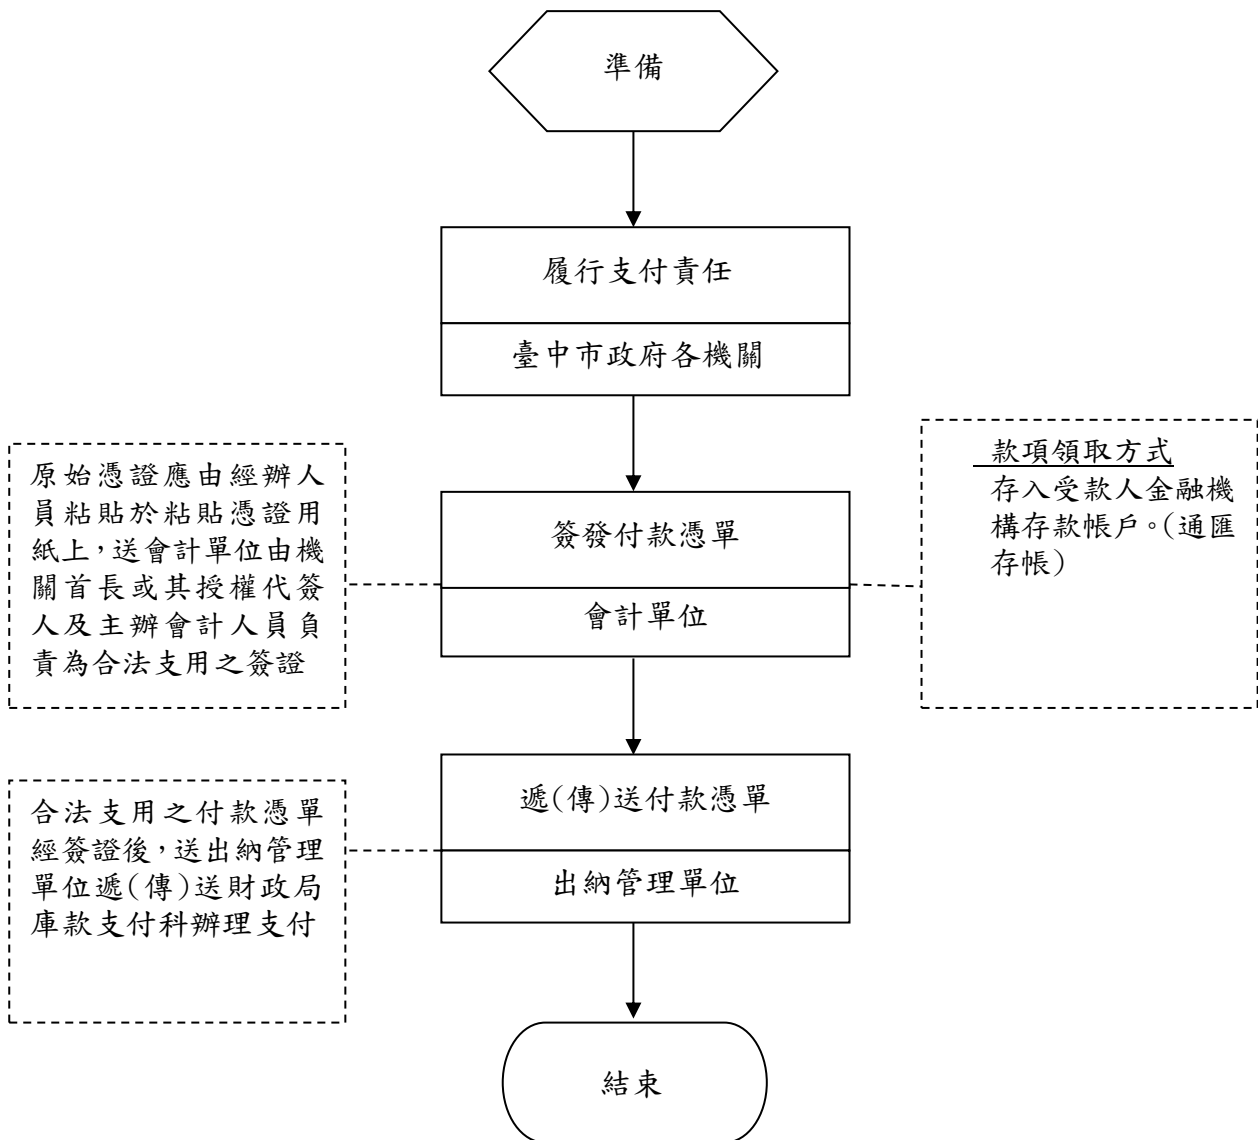 準備
履行支付責任
臺中市政府各機關
原始憑證應由經辦人
員粘貼於粘貼憑證用
紙上，送會計單位由機
關首長或其授權代簽
人及主辦會計人員負
責為合法支用之簽證
簽發付款憑單
會計單位
款項領取方式
存入受款人金融機
構存款帳戶。(通匯
存帳)
合法支用之付款憑單
經簽證後，送出納管理
單位遞(傳)送財政局
庫款支付科辦理支付
遞(傳)送付款憑單
出納管理單位
結束